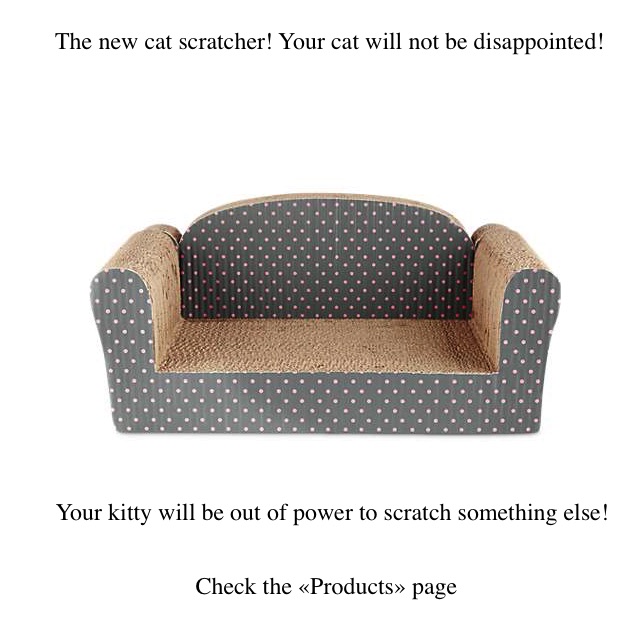 The new cat scratcher! Your cat will not be disappointed!
Your kitty will be out of power to scratch something else!
Check the «Products» page